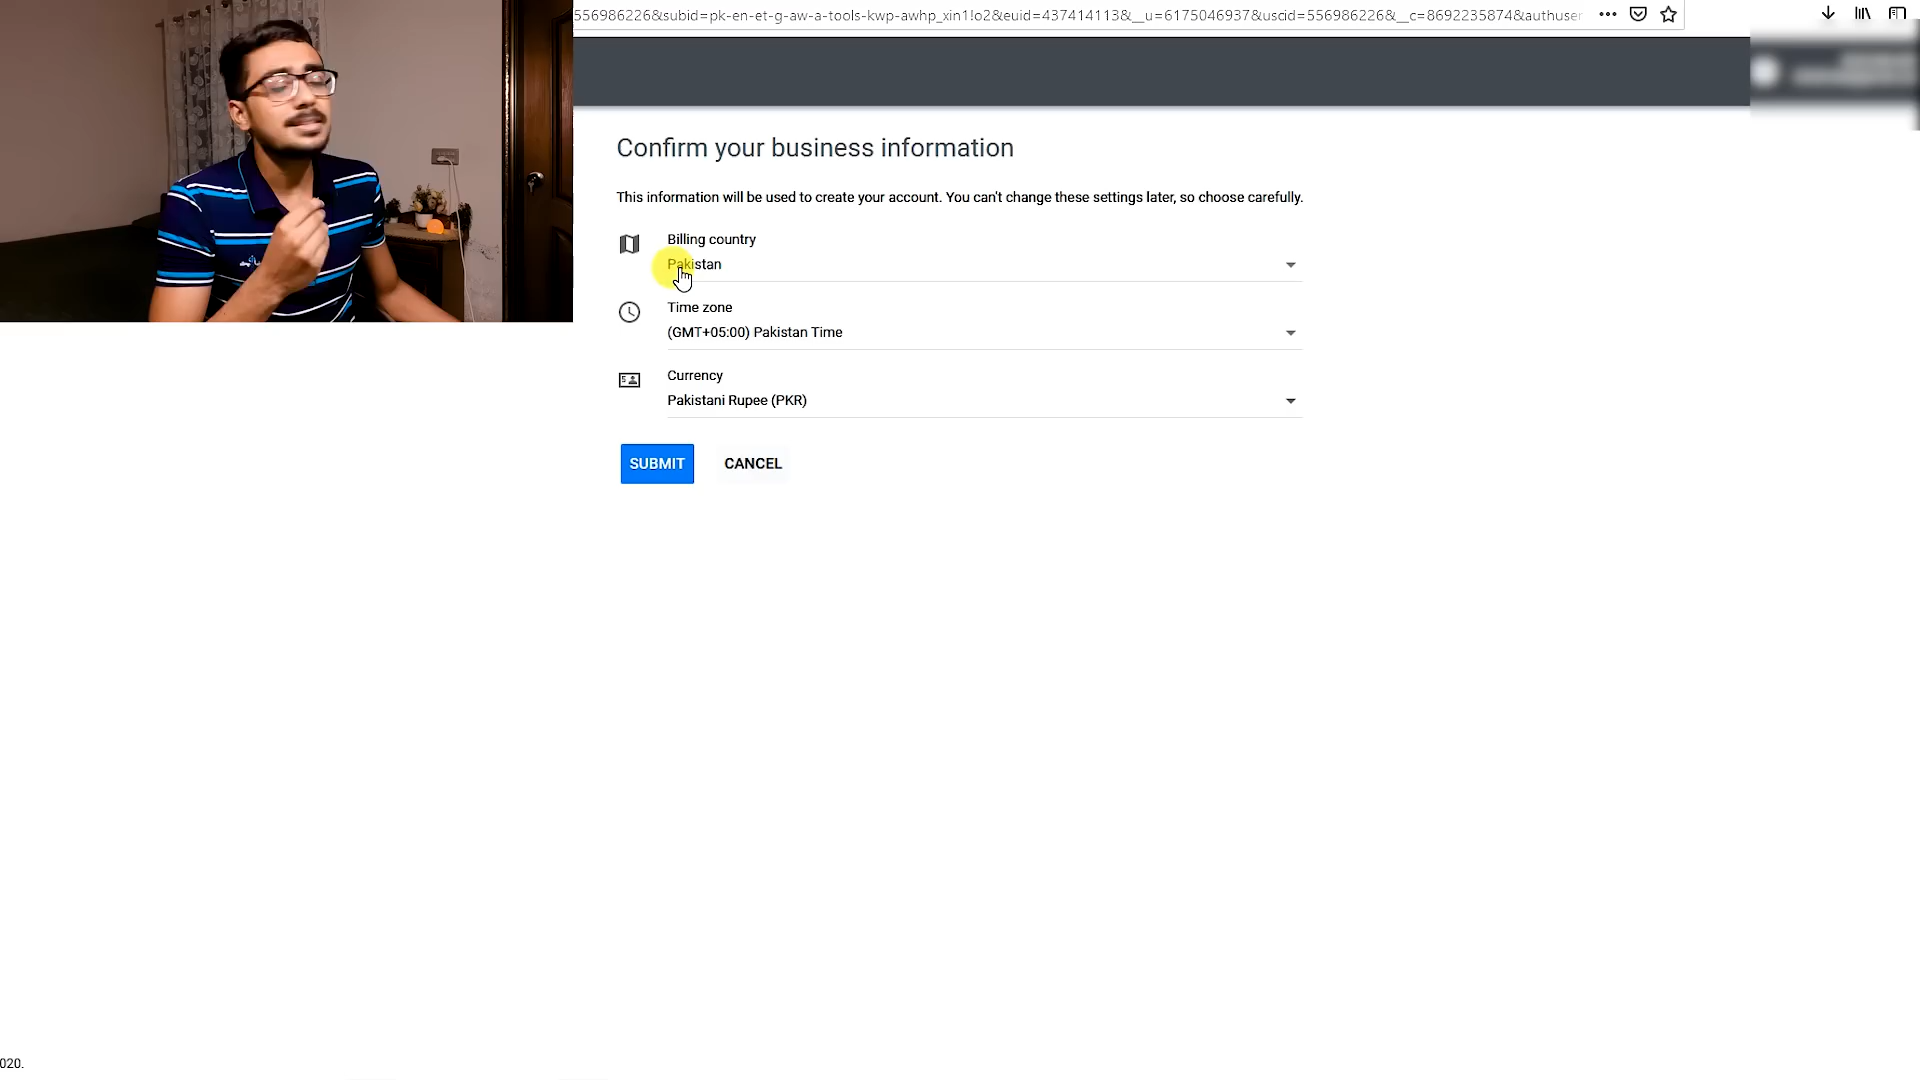 556986226&subid=pk-en-et-g-aw-a-tools-kwp-awhp_xin1!o2&euid=437414113&__u=6175046937&uscid=556986226&__c=8692235874&authuser
Confirm your business information
This information will be used to create your account. You can't change these settings later, so choose carefully.
Billing country
Pakistan
Time zone
(GMT+05:00) Pakistan Time
Currency
Pakistani Rupee (PKR)
SUBMIT CANCEL
020.